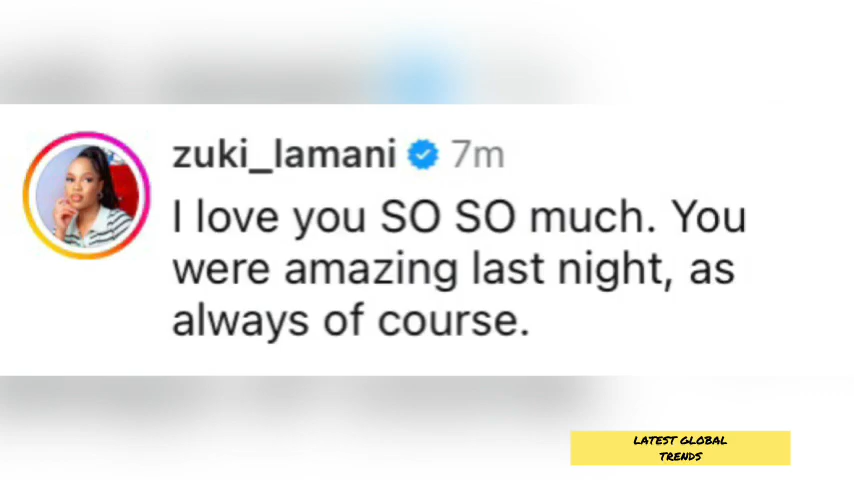 zuki_lamani 7m
I love you SO SO much. You
were amazing last night, as
always of course.
LATEST GLOBAL
TRENDS